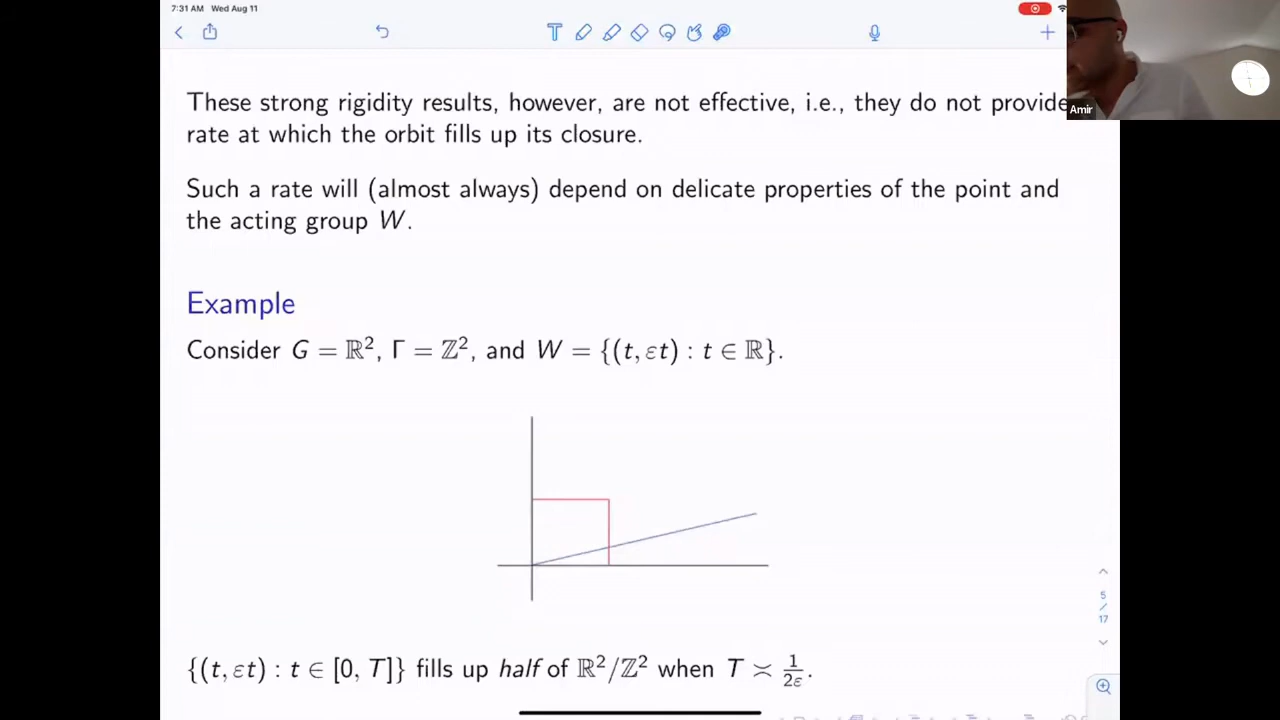 7:31 AM Wed Aug 11
Amir
These strong rigidity results, however, are not effective, i.e., they do not provide
rate at which the orbit fills up its closure.
Such a rate will (almost always) depend on delicate properties of the point and
the acting group W.
Example
Consider G = ℝ², Γ = ℤ², and W = {(t, εt) : t ∈ ℝ}.
5
/
17
{(t, εt) : t ∈ [0, T]} fills up half of ℝ²/ℤ² when T ≍ 1/2ε.